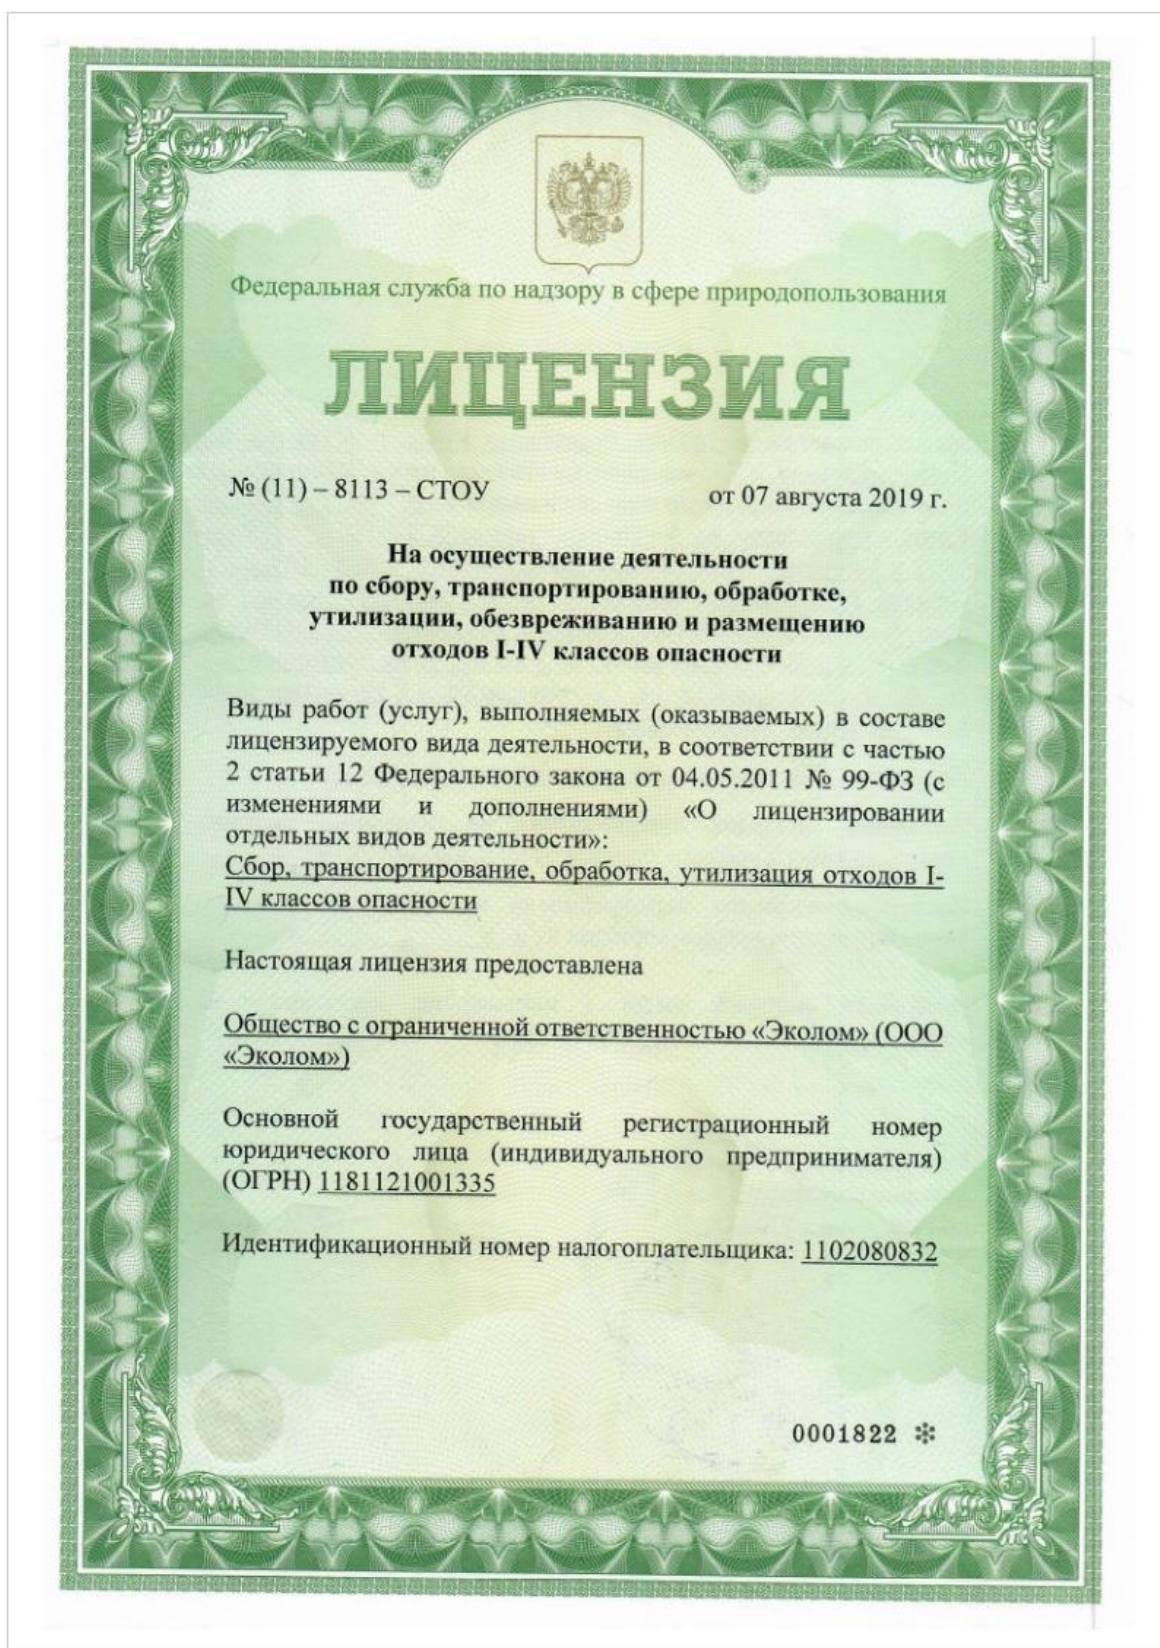 Федеральная служба по надзору в сфере природопользования
ЛИЦЕНЗИЯ
№ (11) – 8113 – СТОУ от 07 августа 2019 г.
На осуществление деятельности
по сбору, транспортированию, обработке,
утилизации, обезвреживанию и размещению
отходов I-IV классов опасности
Виды работ (услуг), выполняемых (оказываемых) в составе
лицензируемого вида деятельности, в соответствии с частью
2 статьи 12 Федерального закона от 04.05.2011 № 99-ФЗ (с
изменениями и дополнениями) «О лицензировании
отдельных видов деятельности»:
Сбор, транспортирование, обработка, утилизация отходов I-
IV классов опасности
Настоящая лицензия предоставлена
Общество с ограниченной ответственностью «Эколом» (ООО
«Эколом»)
Основной государственный регистрационный номер
юридического лица (индивидуального предпринимателя)
(ОГРН) 1181121001335
Идентификационный номер налогоплательщика: 1102080832
0001822 ✻